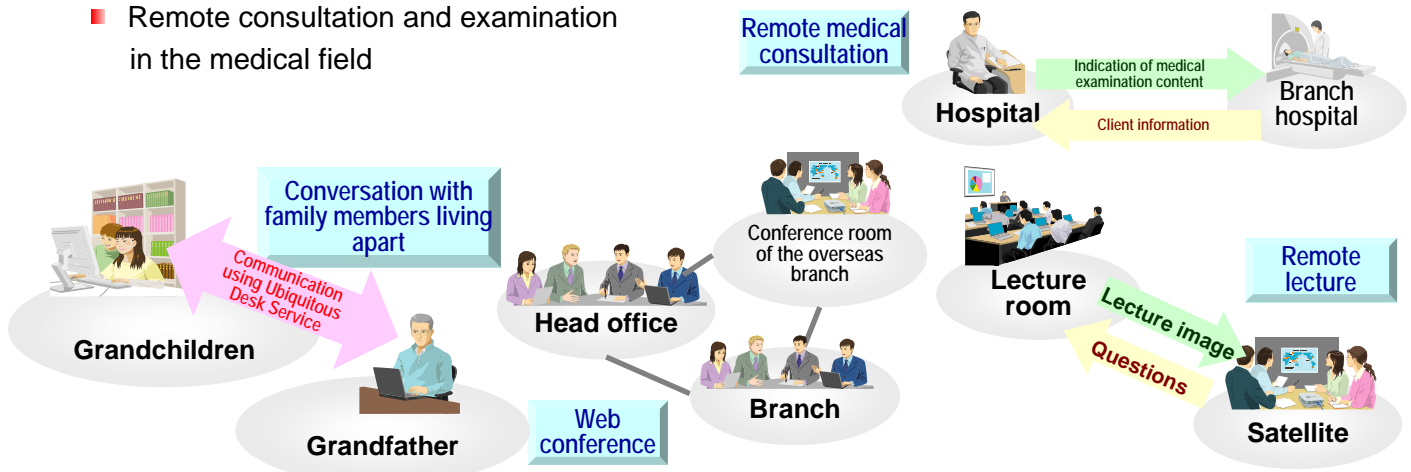 Remote consultation and examination
in the medical field
Remote medical
consultation
Hospital
Indication of medical
examination content
Client information
Branch
hospital
Conversation with
family members living
apart
Grandchildren
Communication
using Ubiquitous
Desk Service
Grandfather
Head office
Conference room
of the overseas
branch
Branch
Web
conference
Lecture
room
Remote
lecture
Lecture image
Questions
Satellite